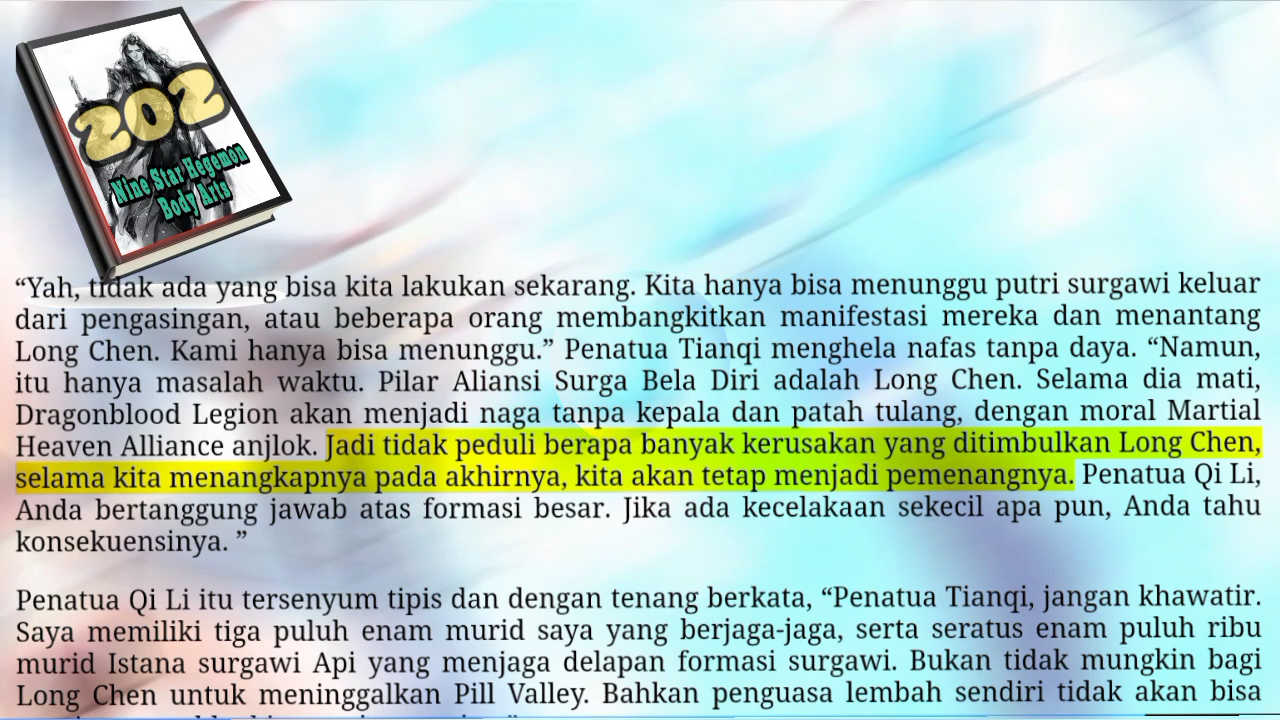 202
Nine Star Hegemon
Body Arts
“Yah, tidak ada yang bisa kita lakukan sekarang. Kita hanya bisa menunggu putri surgawi keluar
dari pengasingan, atau beberapa orang membangkitkan manifestasi mereka dan menantang
Long Chen. Kami hanya bisa menunggu.” Penatua Tianqi menghela nafas tanpa daya. “Namun,
itu hanya masalah waktu. Pilar Aliansi Surga Bela Diri adalah Long Chen. Selama dia mati,
Dragonblood Legion akan menjadi naga tanpa kepala dan patah tulang, dengan moral Martial
Heaven Alliance anjlok. Jadi tidak peduli berapa banyak kerusakan yang ditimbulkan Long Chen,
selama kita menangkapnya pada akhirnya, kita akan tetap menjadi pemenangnya. Penatua Qi Li,
Anda bertanggung jawab atas formasi besar. Jika ada kecelakaan sekecil apa pun, Anda tahu
konsekuensinya. ”
Penatua Qi Li itu tersenyum tipis dan dengan tenang berkata, “Penatua Tianqi, jangan khawatir.
Saya memiliki tiga puluh enam murid saya yang berjaga-jaga, serta seratus enam puluh ribu
murid Istana surgawi Api yang menjaga delapan formasi surgawi. Bukan tidak mungkin bagi
Long Chen untuk meninggalkan Pill Valley. Bahkan penguasa lembah sendiri tidak akan bisa